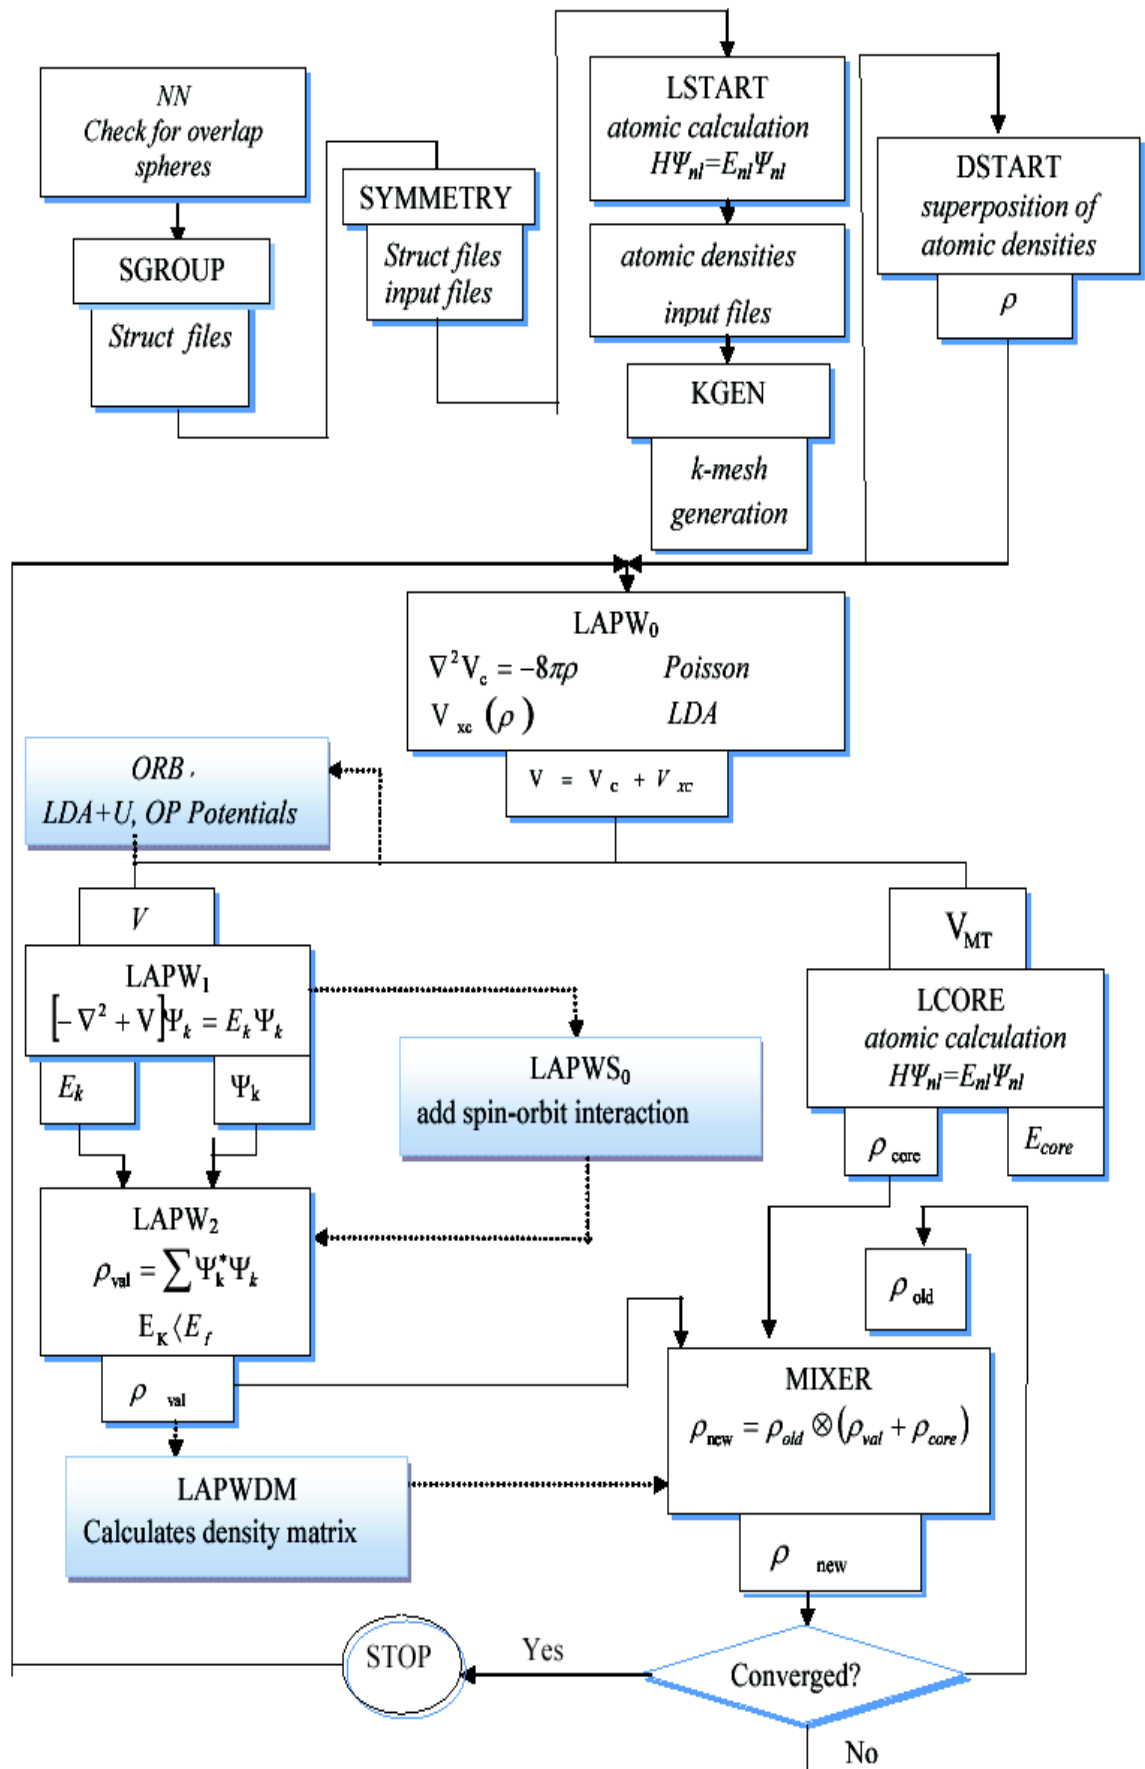 NN
Check for overlap
spheres
SGROUP
Struct files
SYMMETRY
Struct files
input files
LSTART
atomic calculation
HΨnl=EnlΨnl
atomic densities
input files
KGEN
k-mesh
generation
DSTART
superposition of
atomic densities
ρ
LAPW₀
∇²Vc = −8πρ Poisson
Vxc (ρ) LDA
V = Vc + Vxc
ORB
LDA+U, OP Potentials
V
LAPW₁
[−∇² + V]Ψk = EkΨk
Ek
Ψk
LAPWS₀
add spin-orbit interaction
VMT
LCORE
atomic calculation
HΨnl=EnlΨnl
ρ core
Ecore
LAPW₂
ρval = ∑ Ψk*Ψk
EK⟨Ef
ρ val
ρ old
MIXER
ρnew = ρold ⊗(ρval + ρcore)
ρ new
LAPWDM
Calculates density matrix
STOP
Yes
Converged?
No